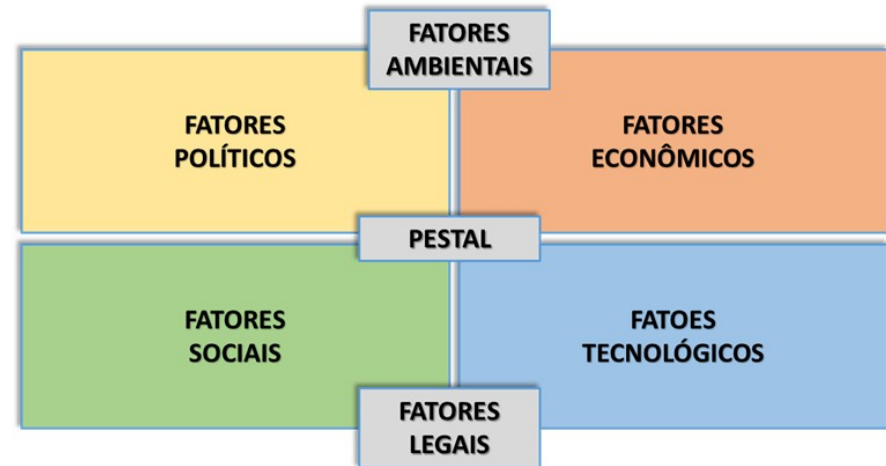 FATORES
AMBIENTAIS
FATORES
POLÍTICOS
FATORES
ECONÔMICOS
PESTAL
FATORES
SOCIAIS
FATOES
TECNOLÓGICOS
FATORES
LEGAIS